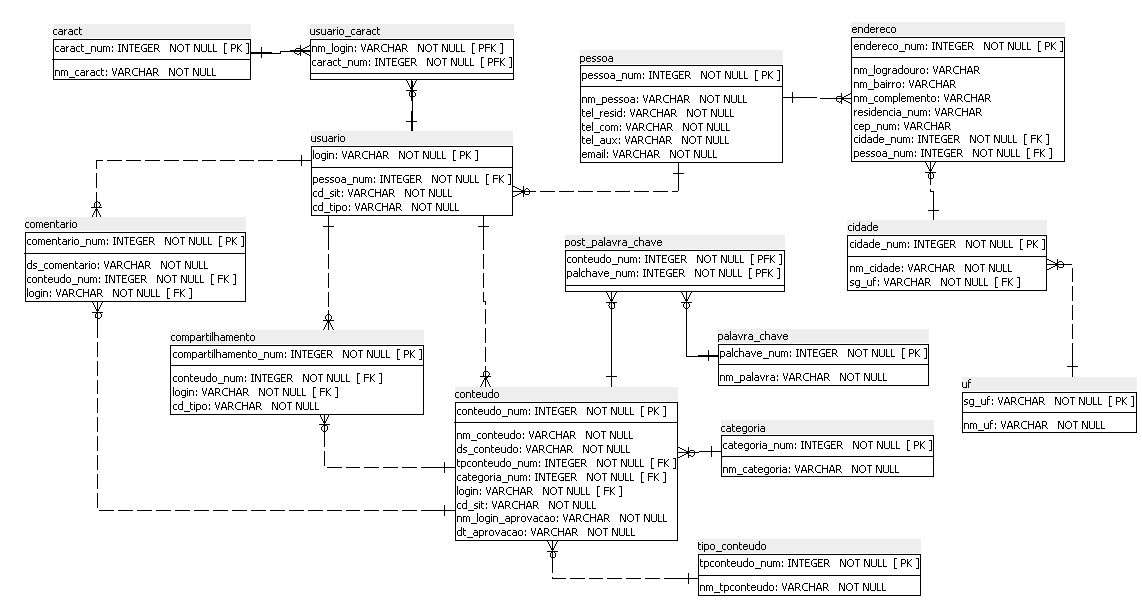 caract
caract_num: INTEGER NOT NULL [ PK ]
nm_caract: VARCHAR NOT NULL
usuario_caract
nm_login: VARCHAR NOT NULL [ PFK ]
caract_num: INTEGER NOT NULL [ PFK ]
pessoa
pessoa_num: INTEGER NOT NULL [ PK ]
nm_pessoa: VARCHAR NOT NULL
tel_resid: VARCHAR NOT NULL
tel_com: VARCHAR NOT NULL
tel_aux: VARCHAR NOT NULL
email: VARCHAR NOT NULL
endereco
endereco_num: INTEGER NOT NULL [ PK ]
nm_logradouro: VARCHAR
nm_bairro: VARCHAR
nm_complemento: VARCHAR
residencia_num: VARCHAR
cep_num: VARCHAR
cidade_num: INTEGER NOT NULL [ FK ]
pessoa_num: INTEGER NOT NULL [ FK ]
usuario
login: VARCHAR NOT NULL [ PK ]
pessoa_num: INTEGER NOT NULL [ FK ]
cd_sit: VARCHAR NOT NULL
cd_tipo: VARCHAR NOT NULL
comentario
comentario_num: INTEGER NOT NULL [ PK ]
ds_comentario: VARCHAR NOT NULL
conteudo_num: INTEGER NOT NULL [ FK ]
login: VARCHAR NOT NULL [ FK ]
post_palavra_chave
conteudo_num: INTEGER NOT NULL [ PFK ]
palchave_num: INTEGER NOT NULL [ PFK ]
cidade
cidade_num: INTEGER NOT NULL [ PK ]
nm_cidade: VARCHAR NOT NULL
sg_uf: VARCHAR NOT NULL [ FK ]
compartilhamento
compartilhamento_num: INTEGER NOT NULL [ PK ]
conteudo_num: INTEGER NOT NULL [ FK ]
login: VARCHAR NOT NULL [ FK ]
cd_tipo: VARCHAR NOT NULL
palavra_chave
palchave_num: INTEGER NOT NULL [ PK ]
nm_palavra: VARCHAR NOT NULL
uf
sg_uf: VARCHAR NOT NULL [ PK ]
nm_uf: VARCHAR NOT NULL
conteudo
conteudo_num: INTEGER NOT NULL [ PK ]
nm_conteudo: VARCHAR NOT NULL
ds_conteudo: VARCHAR NOT NULL
tpconteudo_num: INTEGER NOT NULL [ FK ]
categoria_num: INTEGER NOT NULL [ FK ]
login: VARCHAR NOT NULL [ FK ]
cd_sit: VARCHAR NOT NULL
nm_login_aprovacao: VARCHAR NOT NULL
dt_aprovacao: VARCHAR NOT NULL
categoria
categoria_num: INTEGER NOT NULL [ PK ]
nm_categoria: VARCHAR NOT NULL
tipo_conteudo
tpconteudo_num: INTEGER NOT NULL [ PK ]
nm_tpconteudo: VARCHAR NOT NULL